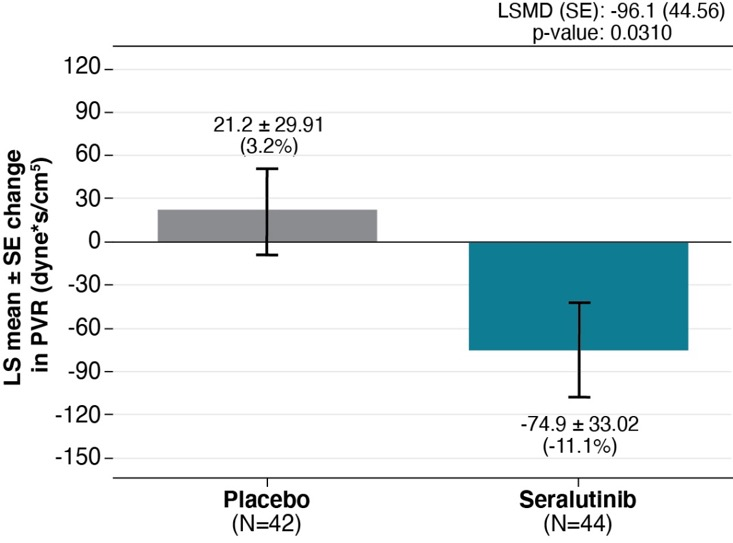 LSMD (SE): -96.1 (44.56)
p-value: 0.0310
LS mean ± SE change
in PVR (dyne*s/cm⁵)
120
90
60
30
0
-30
-60
-90
-120
-150
21.2 ± 29.91
(3.2%)
-74.9 ± 33.02
(-11.1%)
Placebo
(N=42)
Seralutinib
(N=44)